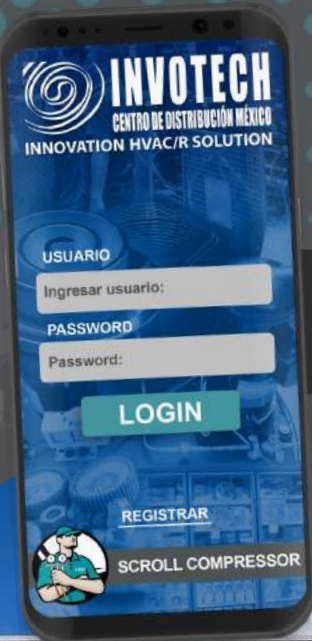 INVOTECH
CENTRO DE DISTRIBUCIÓN MÉXICO
INNOVATION HVAC/R SOLUTION
USUARIO
Ingresar usuario:
PASSWORD
Password:
LOGIN
REGISTRAR
SCROLL COMPRESSOR